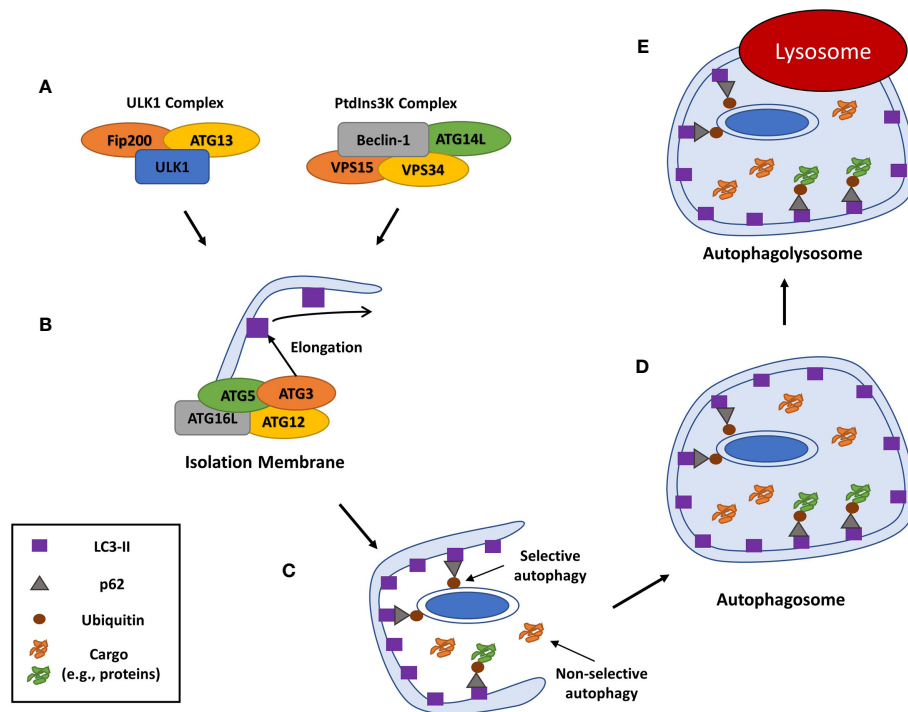 A
ULK1 Complex
Fip200
ATG13
ULK1
PtdIns3K Complex
Beclin-1
ATG14L
VPS15
VPS34
B
Elongation
ATG5
ATG3
ATG16L
ATG12
Isolation Membrane
LC3-II
p62
Ubiquitin
Cargo
(e.g., proteins)
C
Selective
autophagy
Non-selective
autophagy
D
Autophagosome
E
Lysosome
Autophagolysosome